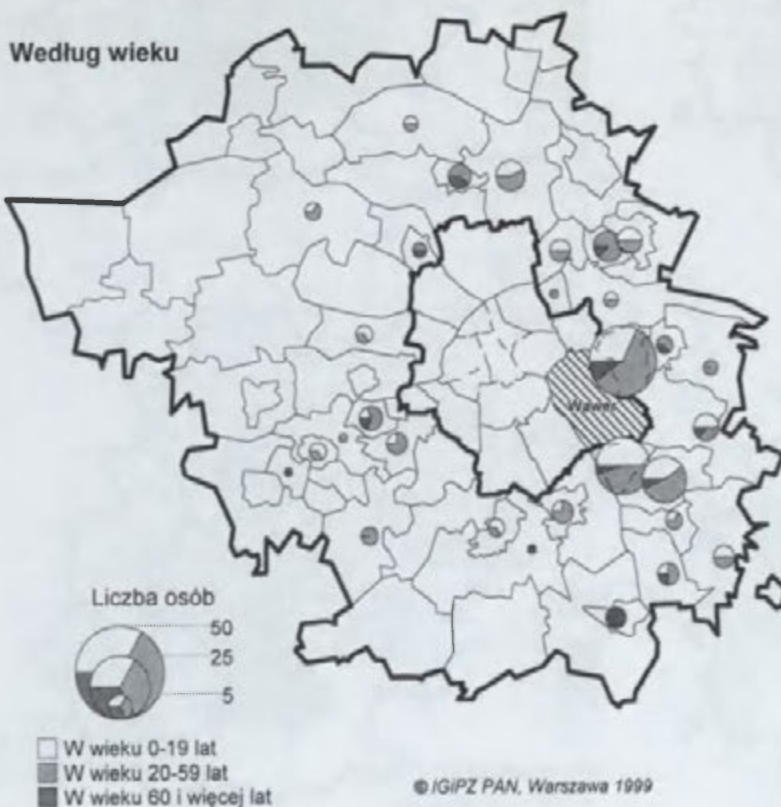 Według wieku
Wawer
Liczba osób
50
25
5
W wieku 0-19 lat
W wieku 20-59 lat
W wieku 60 i więcej lat
© IGiPZ PAN, Warszawa 1999